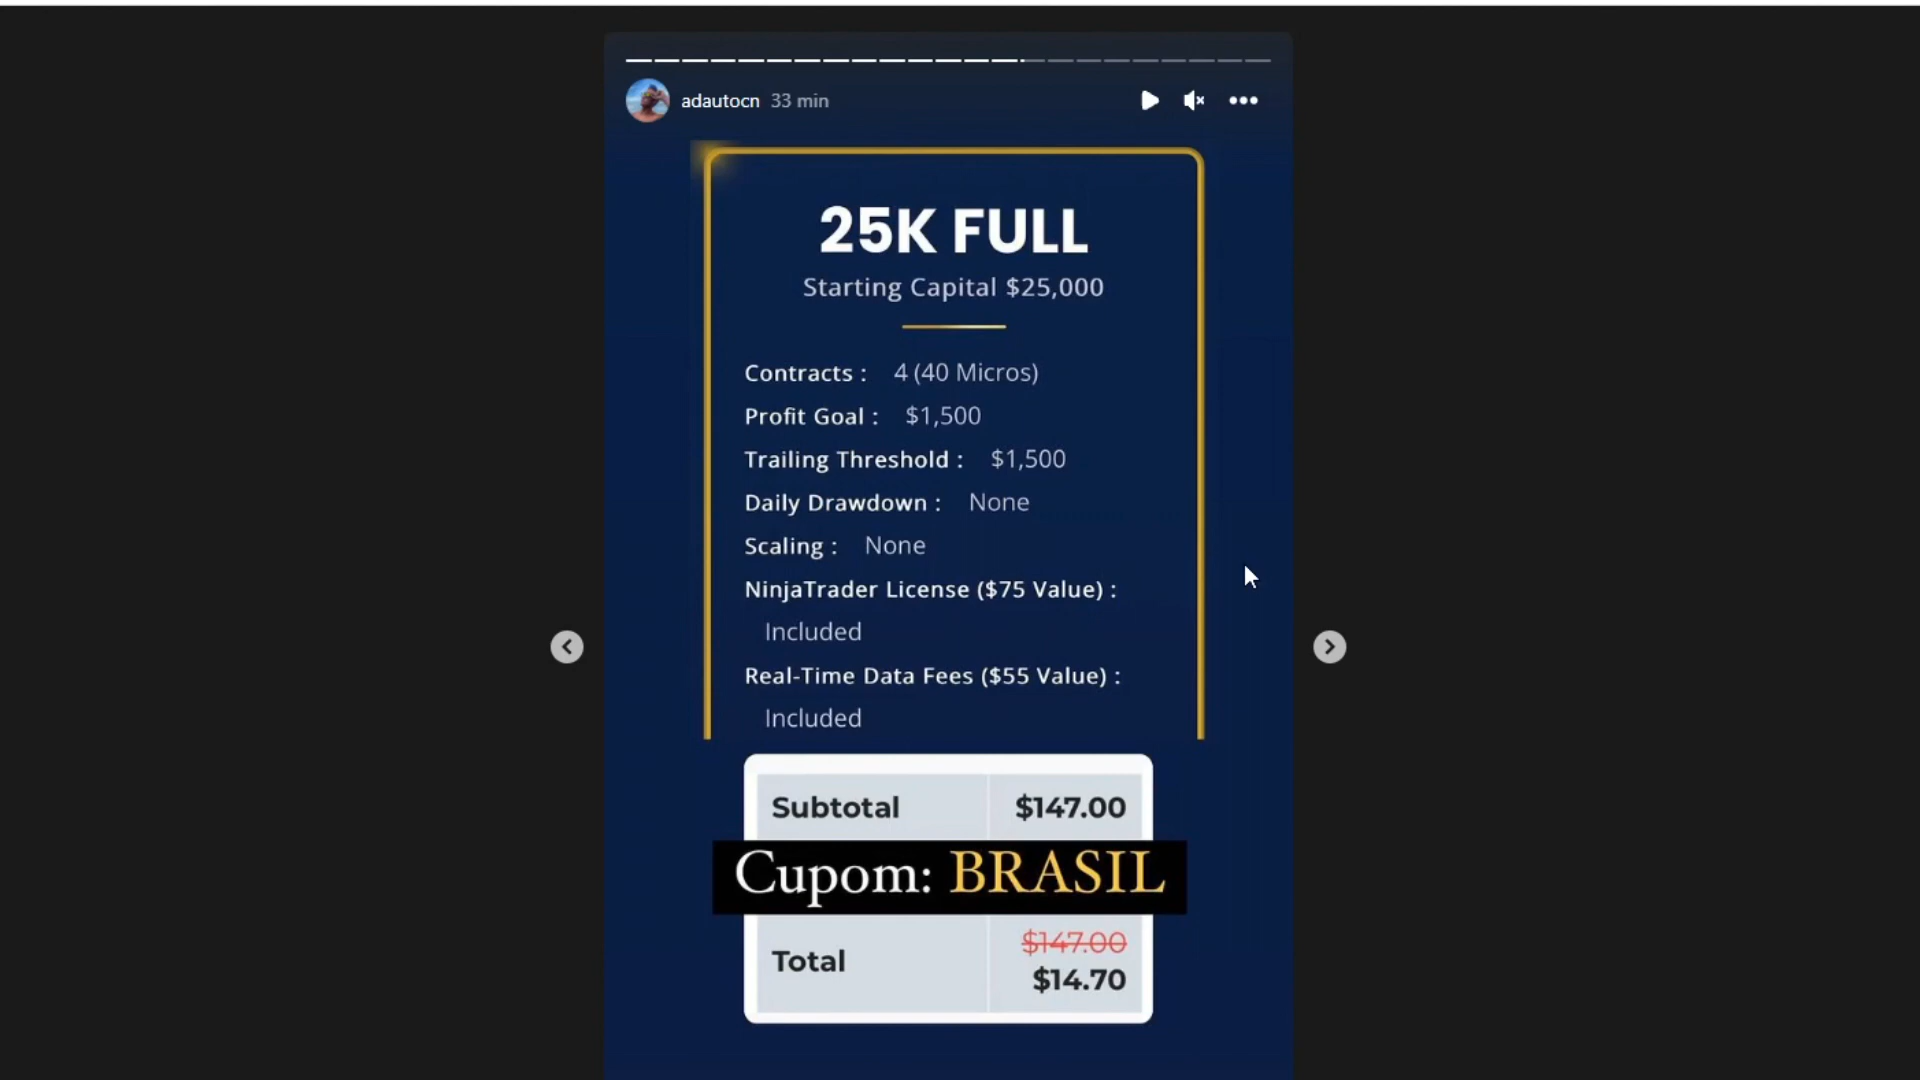 adautocn 33 min
25K FULL
Starting Capital $25,000
Contracts : 4 (40 Micros)
Profit Goal : $1,500
Trailing Threshold : $1,500
Daily Drawdown : None
Scaling : None
NinjaTrader License ($75 Value) :
Included
Real-Time Data Fees ($55 Value) :
Included
Subtotal $147.00
Cupom: BRASIL
$147.00
Total
$14.70